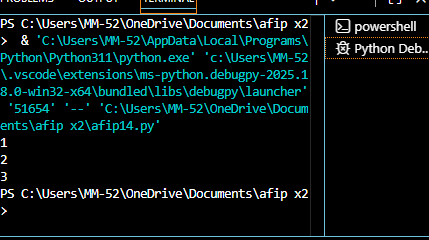 TERMINAL
PS C:\Users\MM-52\OneDrive\Documents\afip x2
> & 'C:\Users\MM-52\AppData\Local\Programs\
Python\Python311\python.exe' 'c:\Users\MM-52
\.vscode\extensions\ms-python.debugpy-2025.1
8.0-win32-x64\bundled\libs\debugpy\launcher'
'51654' '--' 'C:\Users\MM-52\OneDrive\Docum
ents\afip x2\afip14.py'
1
2
3
PS C:\Users\MM-52\OneDrive\Documents\afip x2
>
powershell
Python Deb...